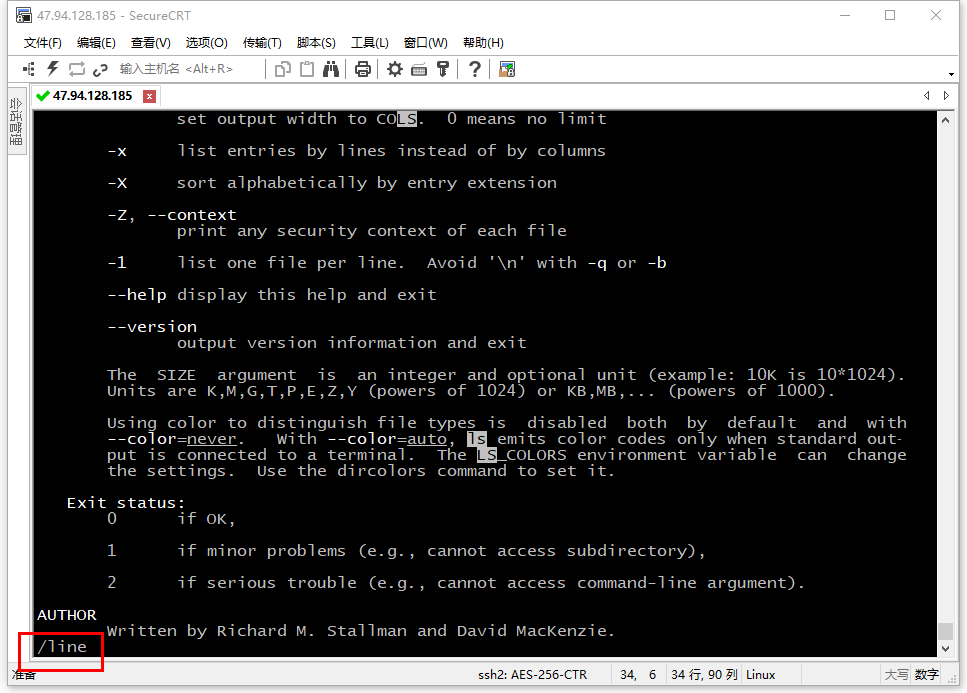 47.94.128.185 - SecureCRT
文件(F) 编辑(E) 查看(V) 选项(O) 传输(T) 脚本(S) 工具(L) 窗口(W) 帮助(H)
输入主机名 <Alt+R>
47.94.128.185
会话管理
set output width to COLS.  0 means no limit
-x     list entries by lines instead of by columns
-X     sort alphabetically by entry extension
-Z, --context
print any security context of each file
-1     list one file per line.  Avoid '\n' with -q or -b
--help display this help and exit
--version
output version information and exit
The  SIZE  argument  is  an integer and optional unit (example: 10K is 10*1024).
Units are K,M,G,T,P,E,Z,Y (powers of 1024) or KB,MB,... (powers of 1000).
Using color to distinguish file types is  disabled  both  by  default  and  with
--color=never.   With --color=auto, ls emits color codes only when standard out-
put is connected to a terminal.  The LS_COLORS environment variable  can  change
the settings.  Use the dircolors command to set it.
Exit status:
0      if OK,
1      if minor problems (e.g., cannot access subdirectory),
2      if serious trouble (e.g., cannot access command-line argument).
AUTHOR
Written by Richard M. Stallman and David MacKenzie.
/line
准备 ssh2: AES-256-CTR 34, 6 34 行, 90 列 Linux 大写 数字